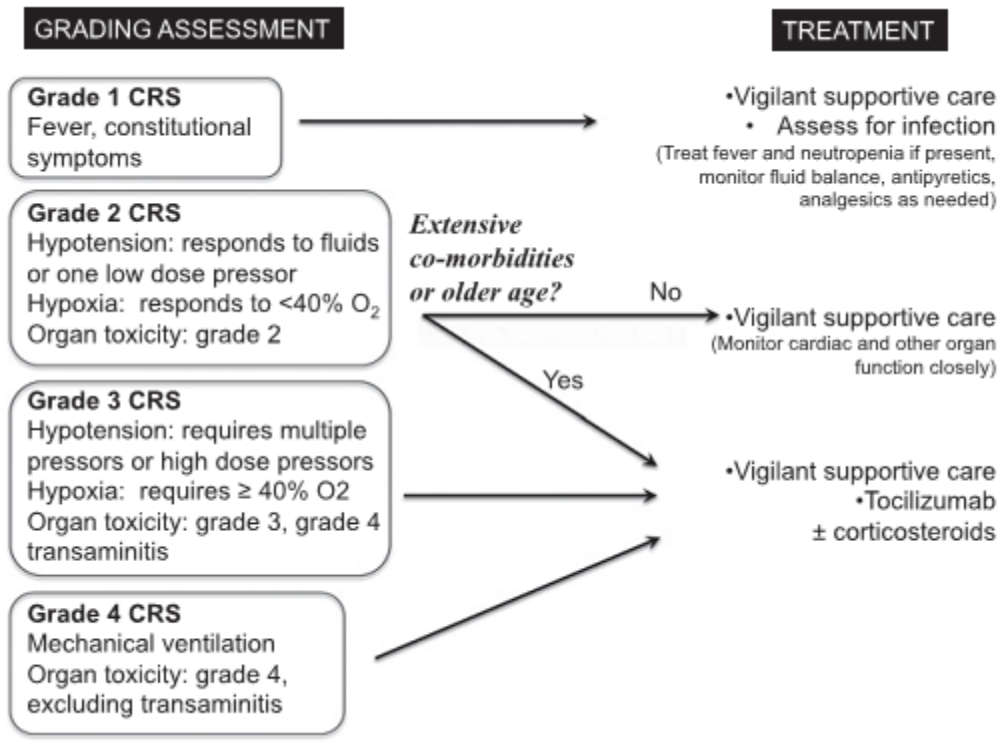 GRADING ASSESSMENT
TREATMENT
Grade 1 CRS
Fever, constitutional
symptoms
•Vigilant supportive care
• Assess for infection
(Treat fever and neutropenia if present,
monitor fluid balance, antipyretics,
analgesics as needed)
Grade 2 CRS
Hypotension: responds to fluids
or one low dose pressor
Hypoxia: responds to <40% O₂
Organ toxicity: grade 2
Extensive
co-morbidities
or older age?
No
Yes
•Vigilant supportive care
(Monitor cardiac and other organ
function closely)
Grade 3 CRS
Hypotension: requires multiple
pressors or high dose pressors
Hypoxia: requires ≥ 40% O2
Organ toxicity: grade 3, grade 4
transaminitis
•Vigilant supportive care
•Tocilizumab
± corticosteroids
Grade 4 CRS
Mechanical ventilation
Organ toxicity: grade 4,
excluding transaminitis